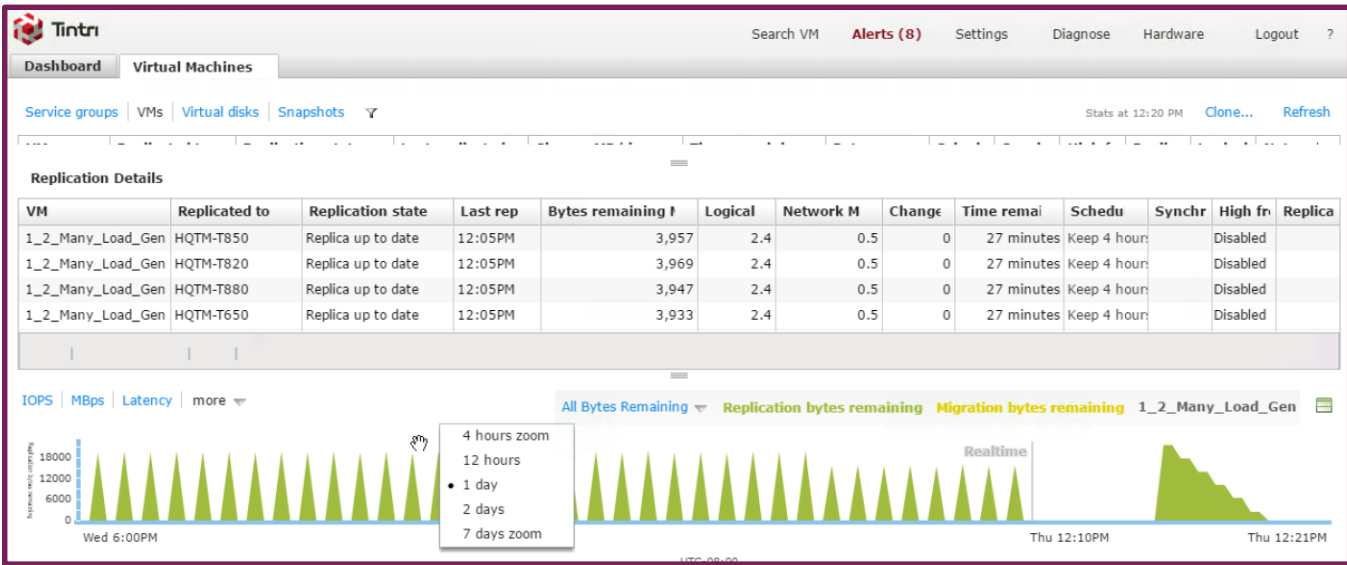 Tintri
Search VM Alerts (8) Settings Diagnose Hardware Logout ?
Dashboard Virtual Machines
Service groups VMs Virtual disks Snapshots Stats at 12:20 PM Clone... Refresh
Replication Details
VM Replicated to Replication state Last rep Bytes remaining M Logical Network M Change Time remai Schedu Synchr High fr Replica
1_2_Many_Load_Gen HQTM-T850 Replica up to date 12:05PM 3,957 2.4 0.5 0 27 minutes Keep 4 hours Disabled
1_2_Many_Load_Gen HQTM-T820 Replica up to date 12:05PM 3,969 2.4 0.5 0 27 minutes Keep 4 hours Disabled
1_2_Many_Load_Gen HQTM-T880 Replica up to date 12:05PM 3,947 2.4 0.5 0 27 minutes Keep 4 hours Disabled
1_2_Many_Load_Gen HQTM-T650 Replica up to date 12:05PM 3,933 2.4 0.5 0 27 minutes Keep 4 hours Disabled
IOPS MBps Latency more All Bytes Remaining Replication bytes remaining Migration bytes remaining 1_2_Many_Load_Gen
Replication bytes remaining
18000
12000
6000
0
4 hours zoom
12 hours
• 1 day
2 days
7 days zoom
Realtime
Wed 6:00PM Thu 12:10PM Thu 12:21PM